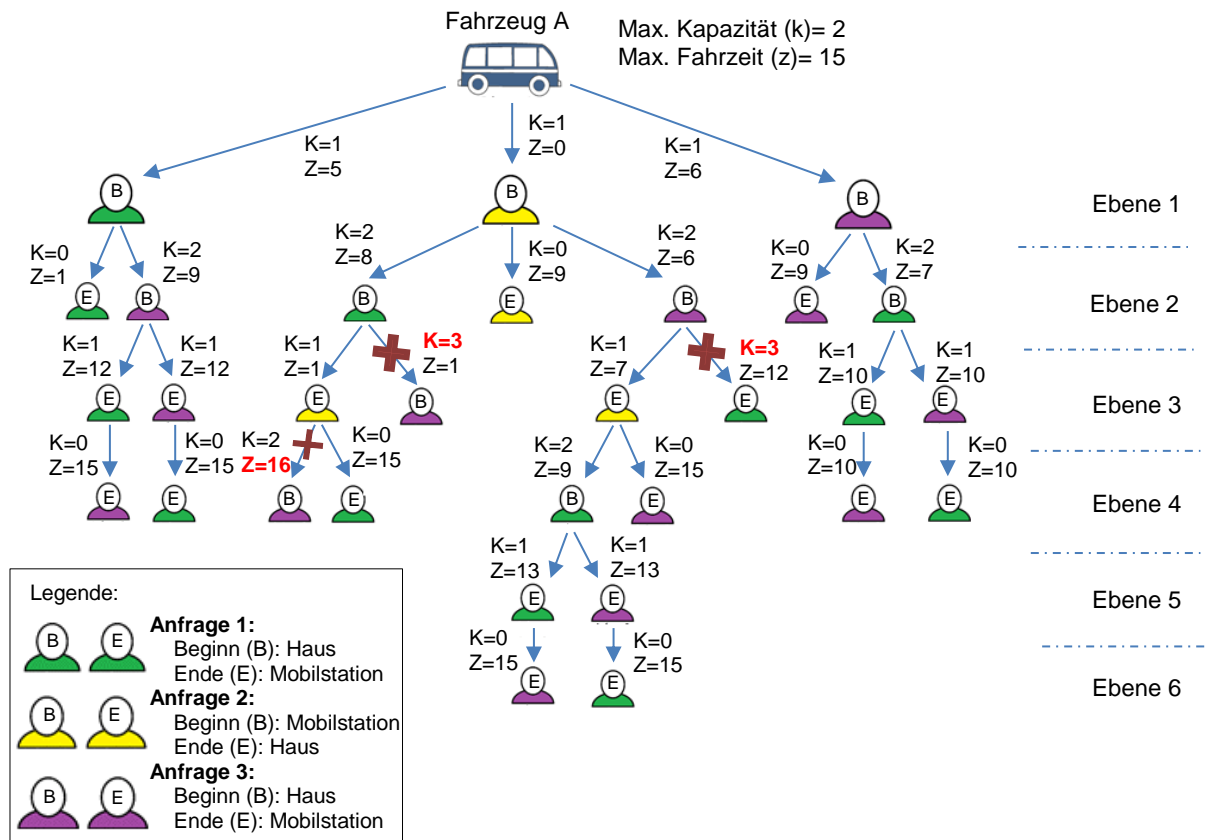 Fahrzeug A
Max. Kapazität (k)= 2
Max. Fahrzeit (z)= 15
K=1
Z=5
K=1
Z=0
K=1
Z=6
B
B
B
Ebene 1
K=0
Z=1
K=2
Z=9
K=2
Z=8
K=0
Z=9
K=2
Z=6
K=0
Z=9
K=2
Z=7
E
B
B
E
B
E
B
Ebene 2
K=1
Z=12
K=1
Z=12
K=1
Z=1
K=3
Z=1
K=1
Z=7
K=3
Z=12
K=1
Z=10
K=1
Z=10
E
E
E
B
E
E
E
E
Ebene 3
K=0
Z=15
K=0
Z=15
K=2
Z=16
K=0
Z=15
K=2
Z=9
K=0
Z=15
K=0
Z=10
K=0
Z=10
E
E
B
E
B
E
E
E
Ebene 4
K=1
Z=13
K=1
Z=13
E
E
Ebene 5
K=0
Z=15
K=0
Z=15
E
E
Ebene 6
Legende:
B
E
Anfrage 1:
Beginn (B): Haus
Ende (E): Mobilstation
B
E
Anfrage 2:
Beginn (B): Mobilstation
Ende (E): Haus
B
E
Anfrage 3:
Beginn (B): Haus
Ende (E): Mobilstation